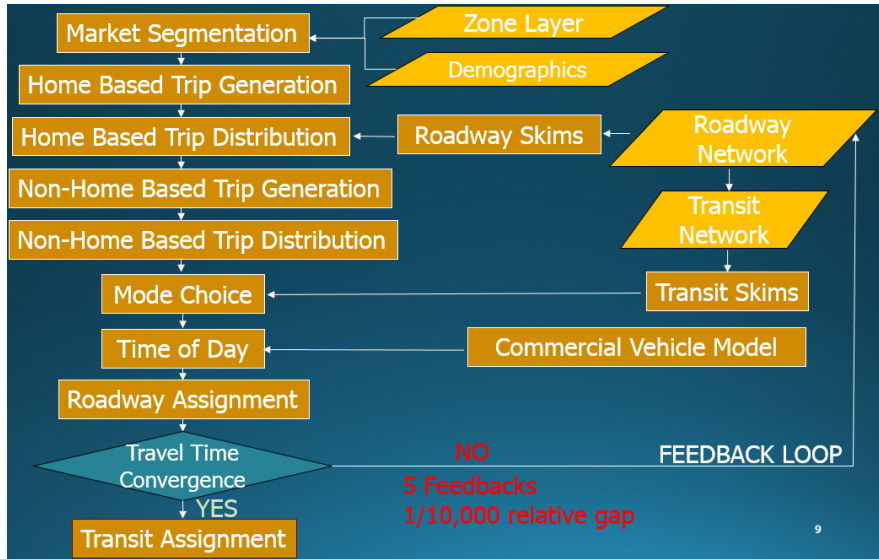 Market Segmentation
Zone Layer
Demographics
Home Based Trip Generation
Home Based Trip Distribution
Roadway Skims
Roadway
Network
Non-Home Based Trip Generation
Transit
Network
Non-Home Based Trip Distribution
Mode Choice
Transit Skims
Time of Day
Commercial Vehicle Model
Roadway Assignment
Travel Time
Convergence
NO
FEEDBACK LOOP
5 Feedbacks
1/10,000 relative gap
YES
Transit Assignment
9